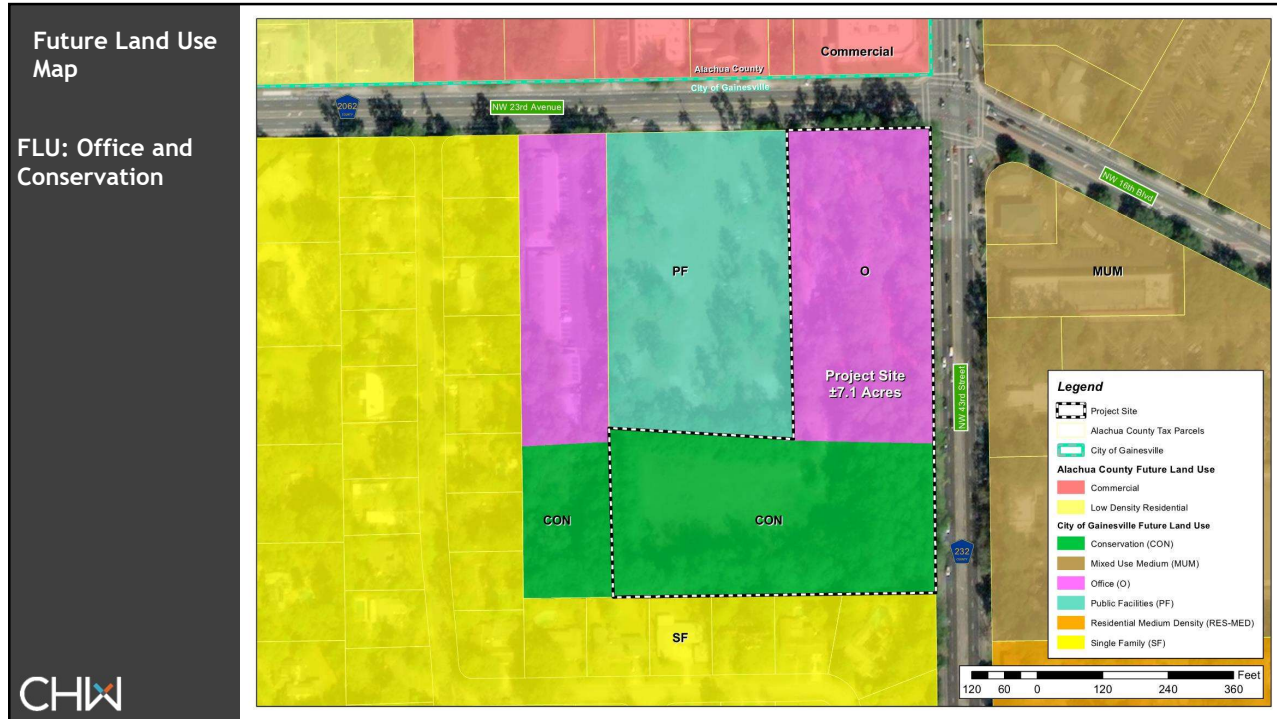 Future Land Use
Map
FLU: Office and
Conservation
CHW
Commercial
Alachua County
City of Gainesville
2062
NW 23rd Avenue
NW 16th Blvd
PF
O
MUM
Project Site
±7.1 Acres
NW 43rd Street
CON
CON
232
SF
Legend
Project Site
Alachua County Tax Parcels
City of Gainesville
Alachua County Future Land Use
Commercial
Low Density Residential
City of Gainesville Future Land Use
Conservation (CON)
Mixed Use Medium (MUM)
Office (O)
Public Facilities (PF)
Residential Medium Density (RES-MED)
Single Family (SF)
Feet
120 60 0 120 240 360